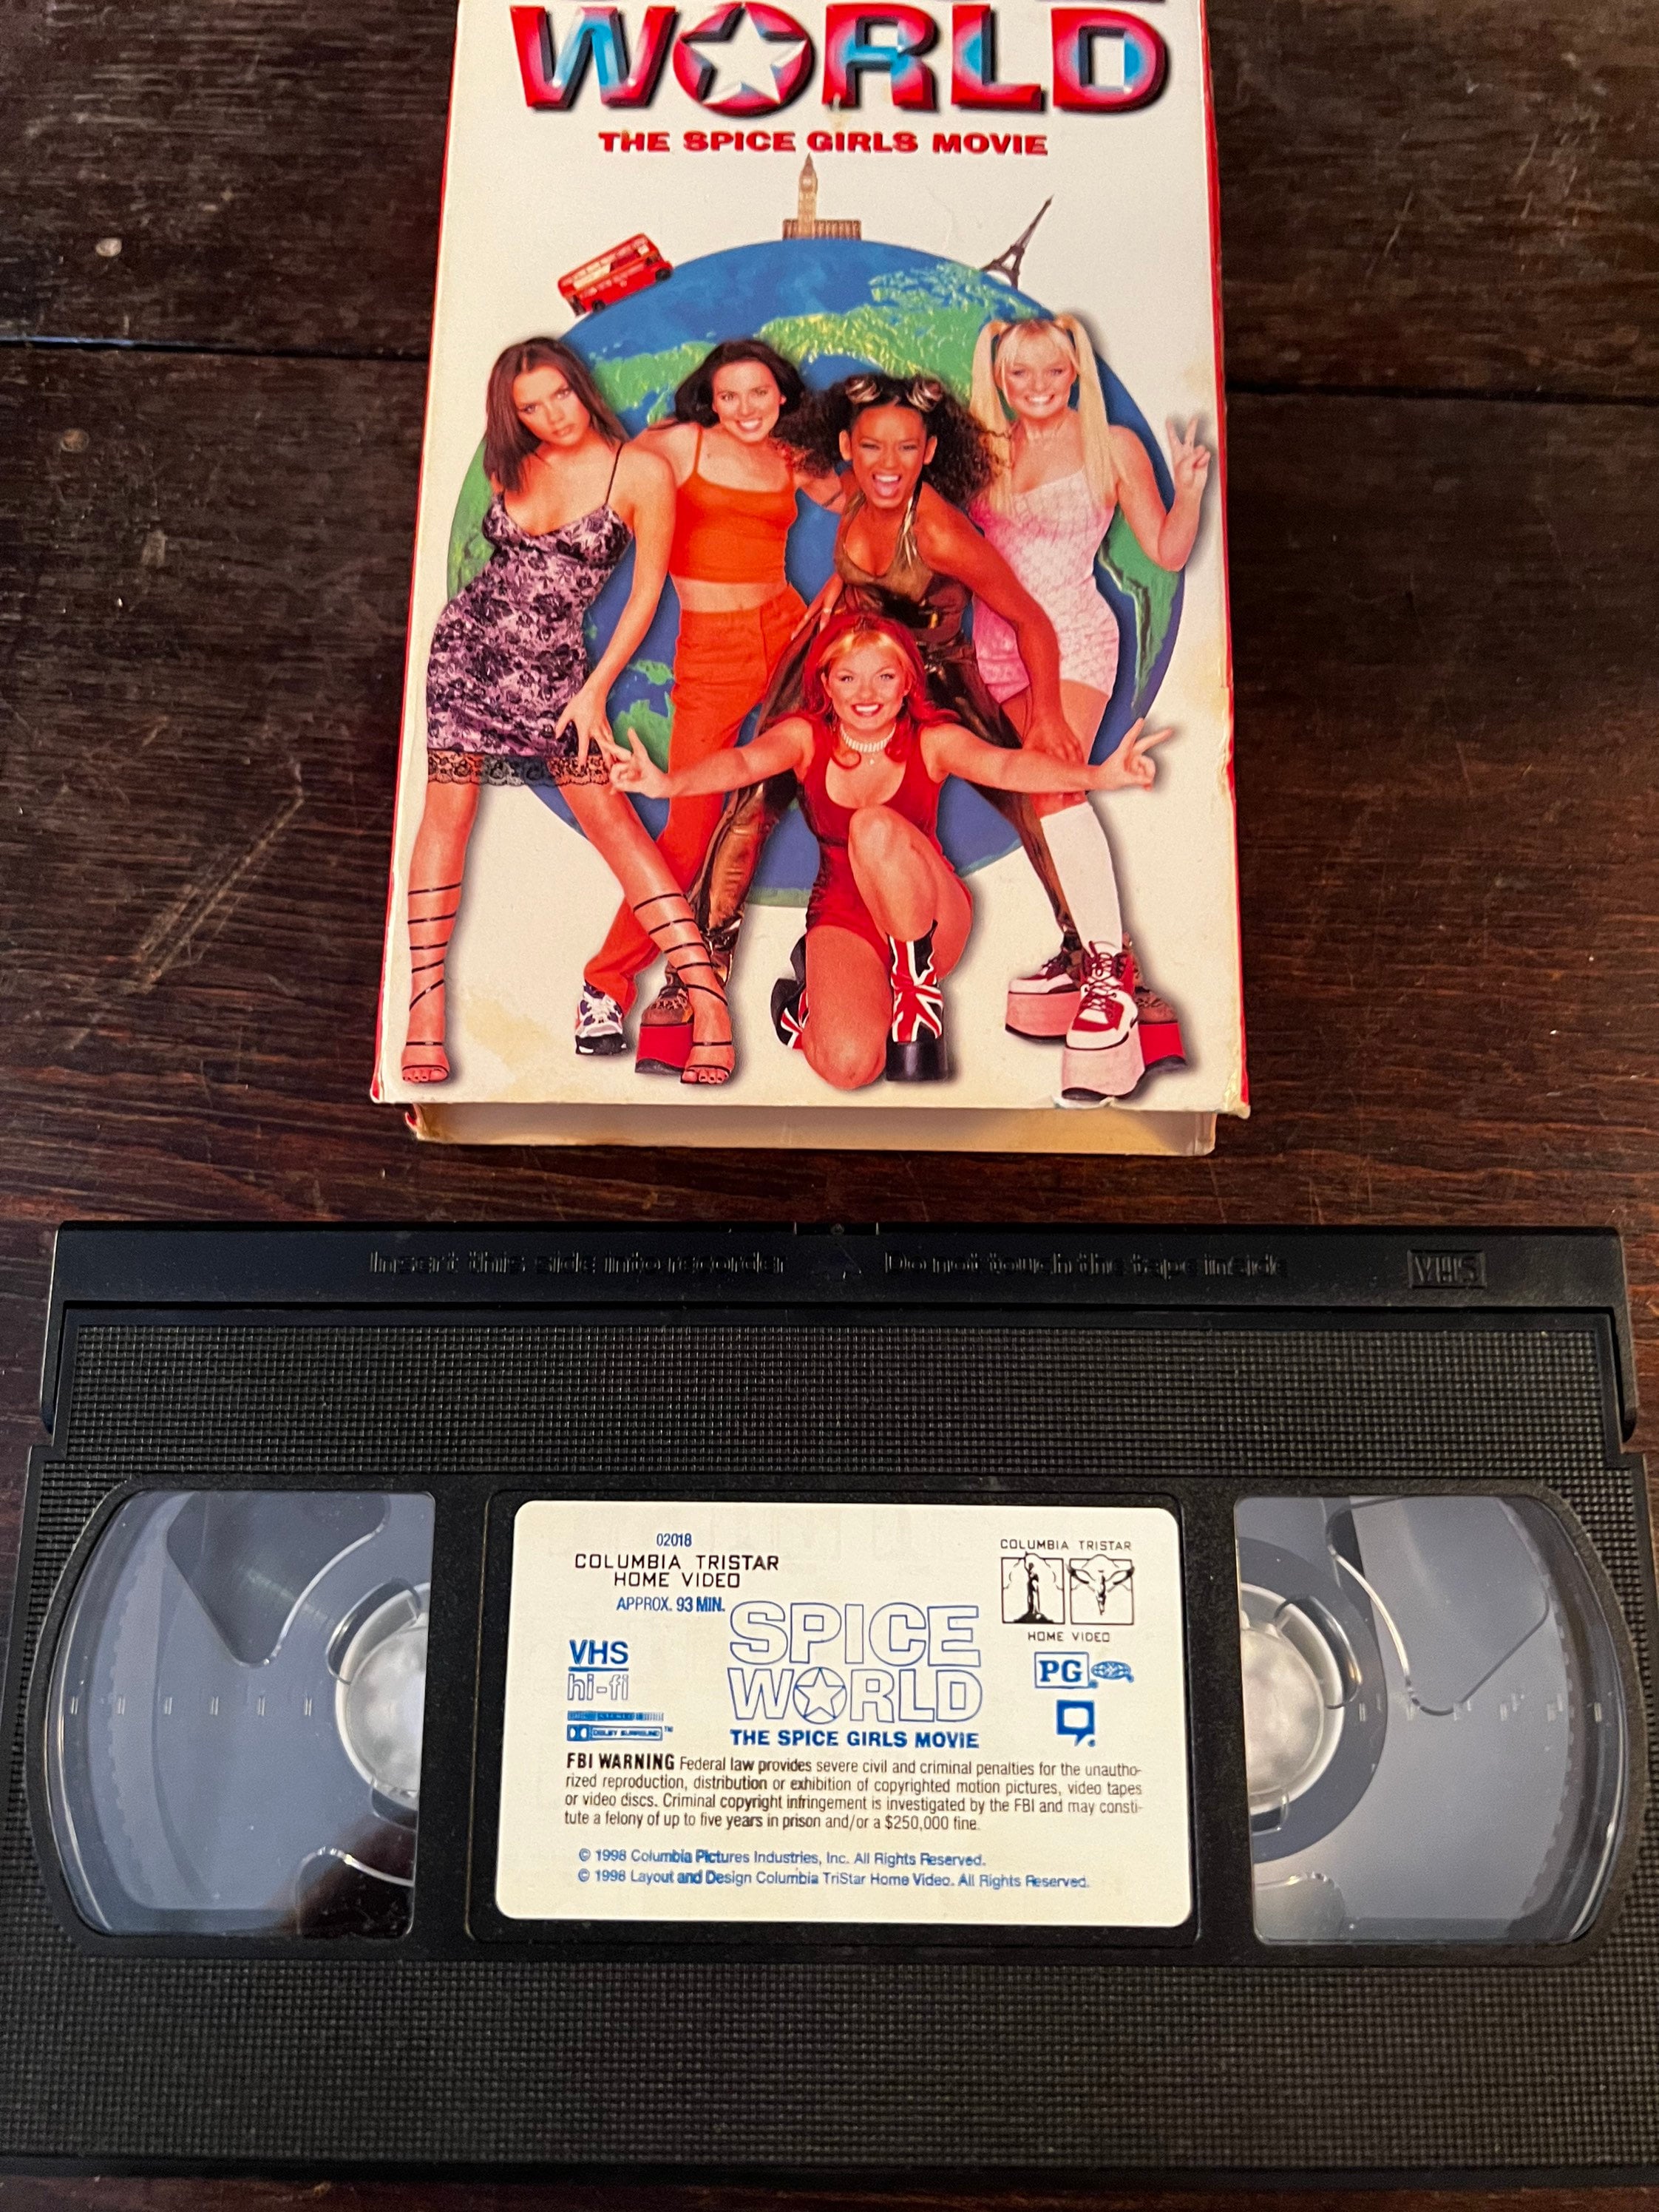 WORLD
THE SPICE GIRLS MOVIE
Insert this side into recorder
Do not touch the tape inside
VHS
02018
COLUMBIA TRISTAR
HOME VIDEO
APPROX. 93 MIN.
COLUMBIA TRISTAR
HOME VIDEO
VHS
hi-fi
DOLBY SURROUND TM
SPICE
WORLD
THE SPICE GIRLS MOVIE
PG
FBI WARNING Federal law provides severe civil and criminal penalties for the unautho-
rized reproduction, distribution or exhibition of copyrighted motion pictures, video tapes
or video discs. Criminal copyright infringement is investigated by the FBI and may consti-
tute a felony of up to five years in prison and/or a $250,000 fine.
© 1998 Columbia Pictures Industries, Inc. All Rights Reserved.
© 1998 Layout and Design Columbia TriStar Home Video. All Rights Reserved.